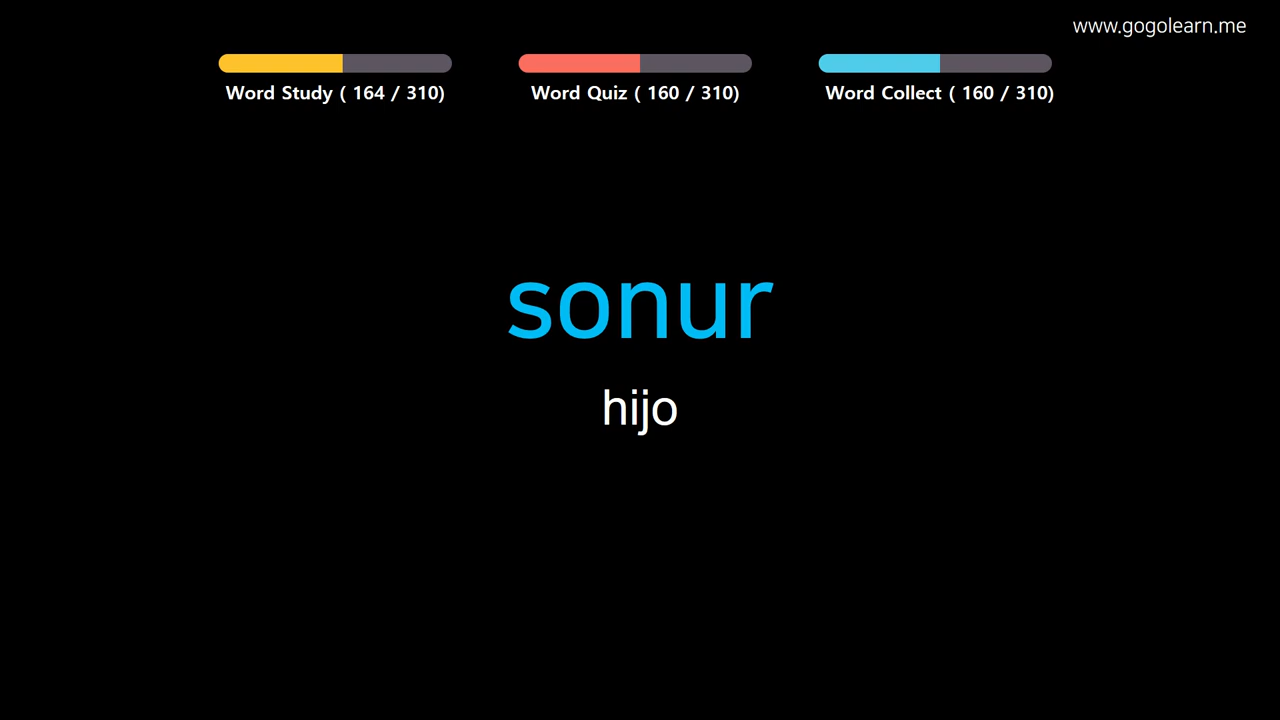 www.gogolearn.me
Word Study ( 164 / 310)
Word Quiz ( 160 / 310)
Word Collect ( 160 / 310)
sonur
hijo